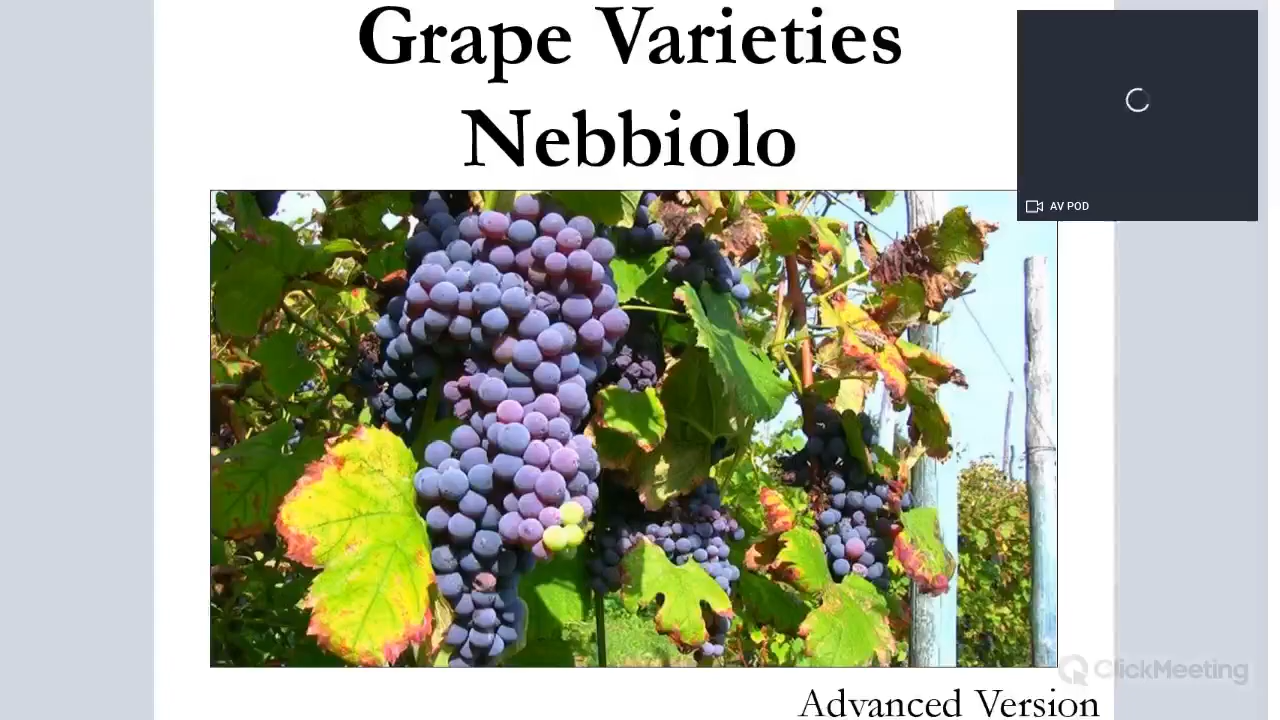 Grape Varieties
Nebbiolo
AV POD
ClickMeeting
Advanced Version